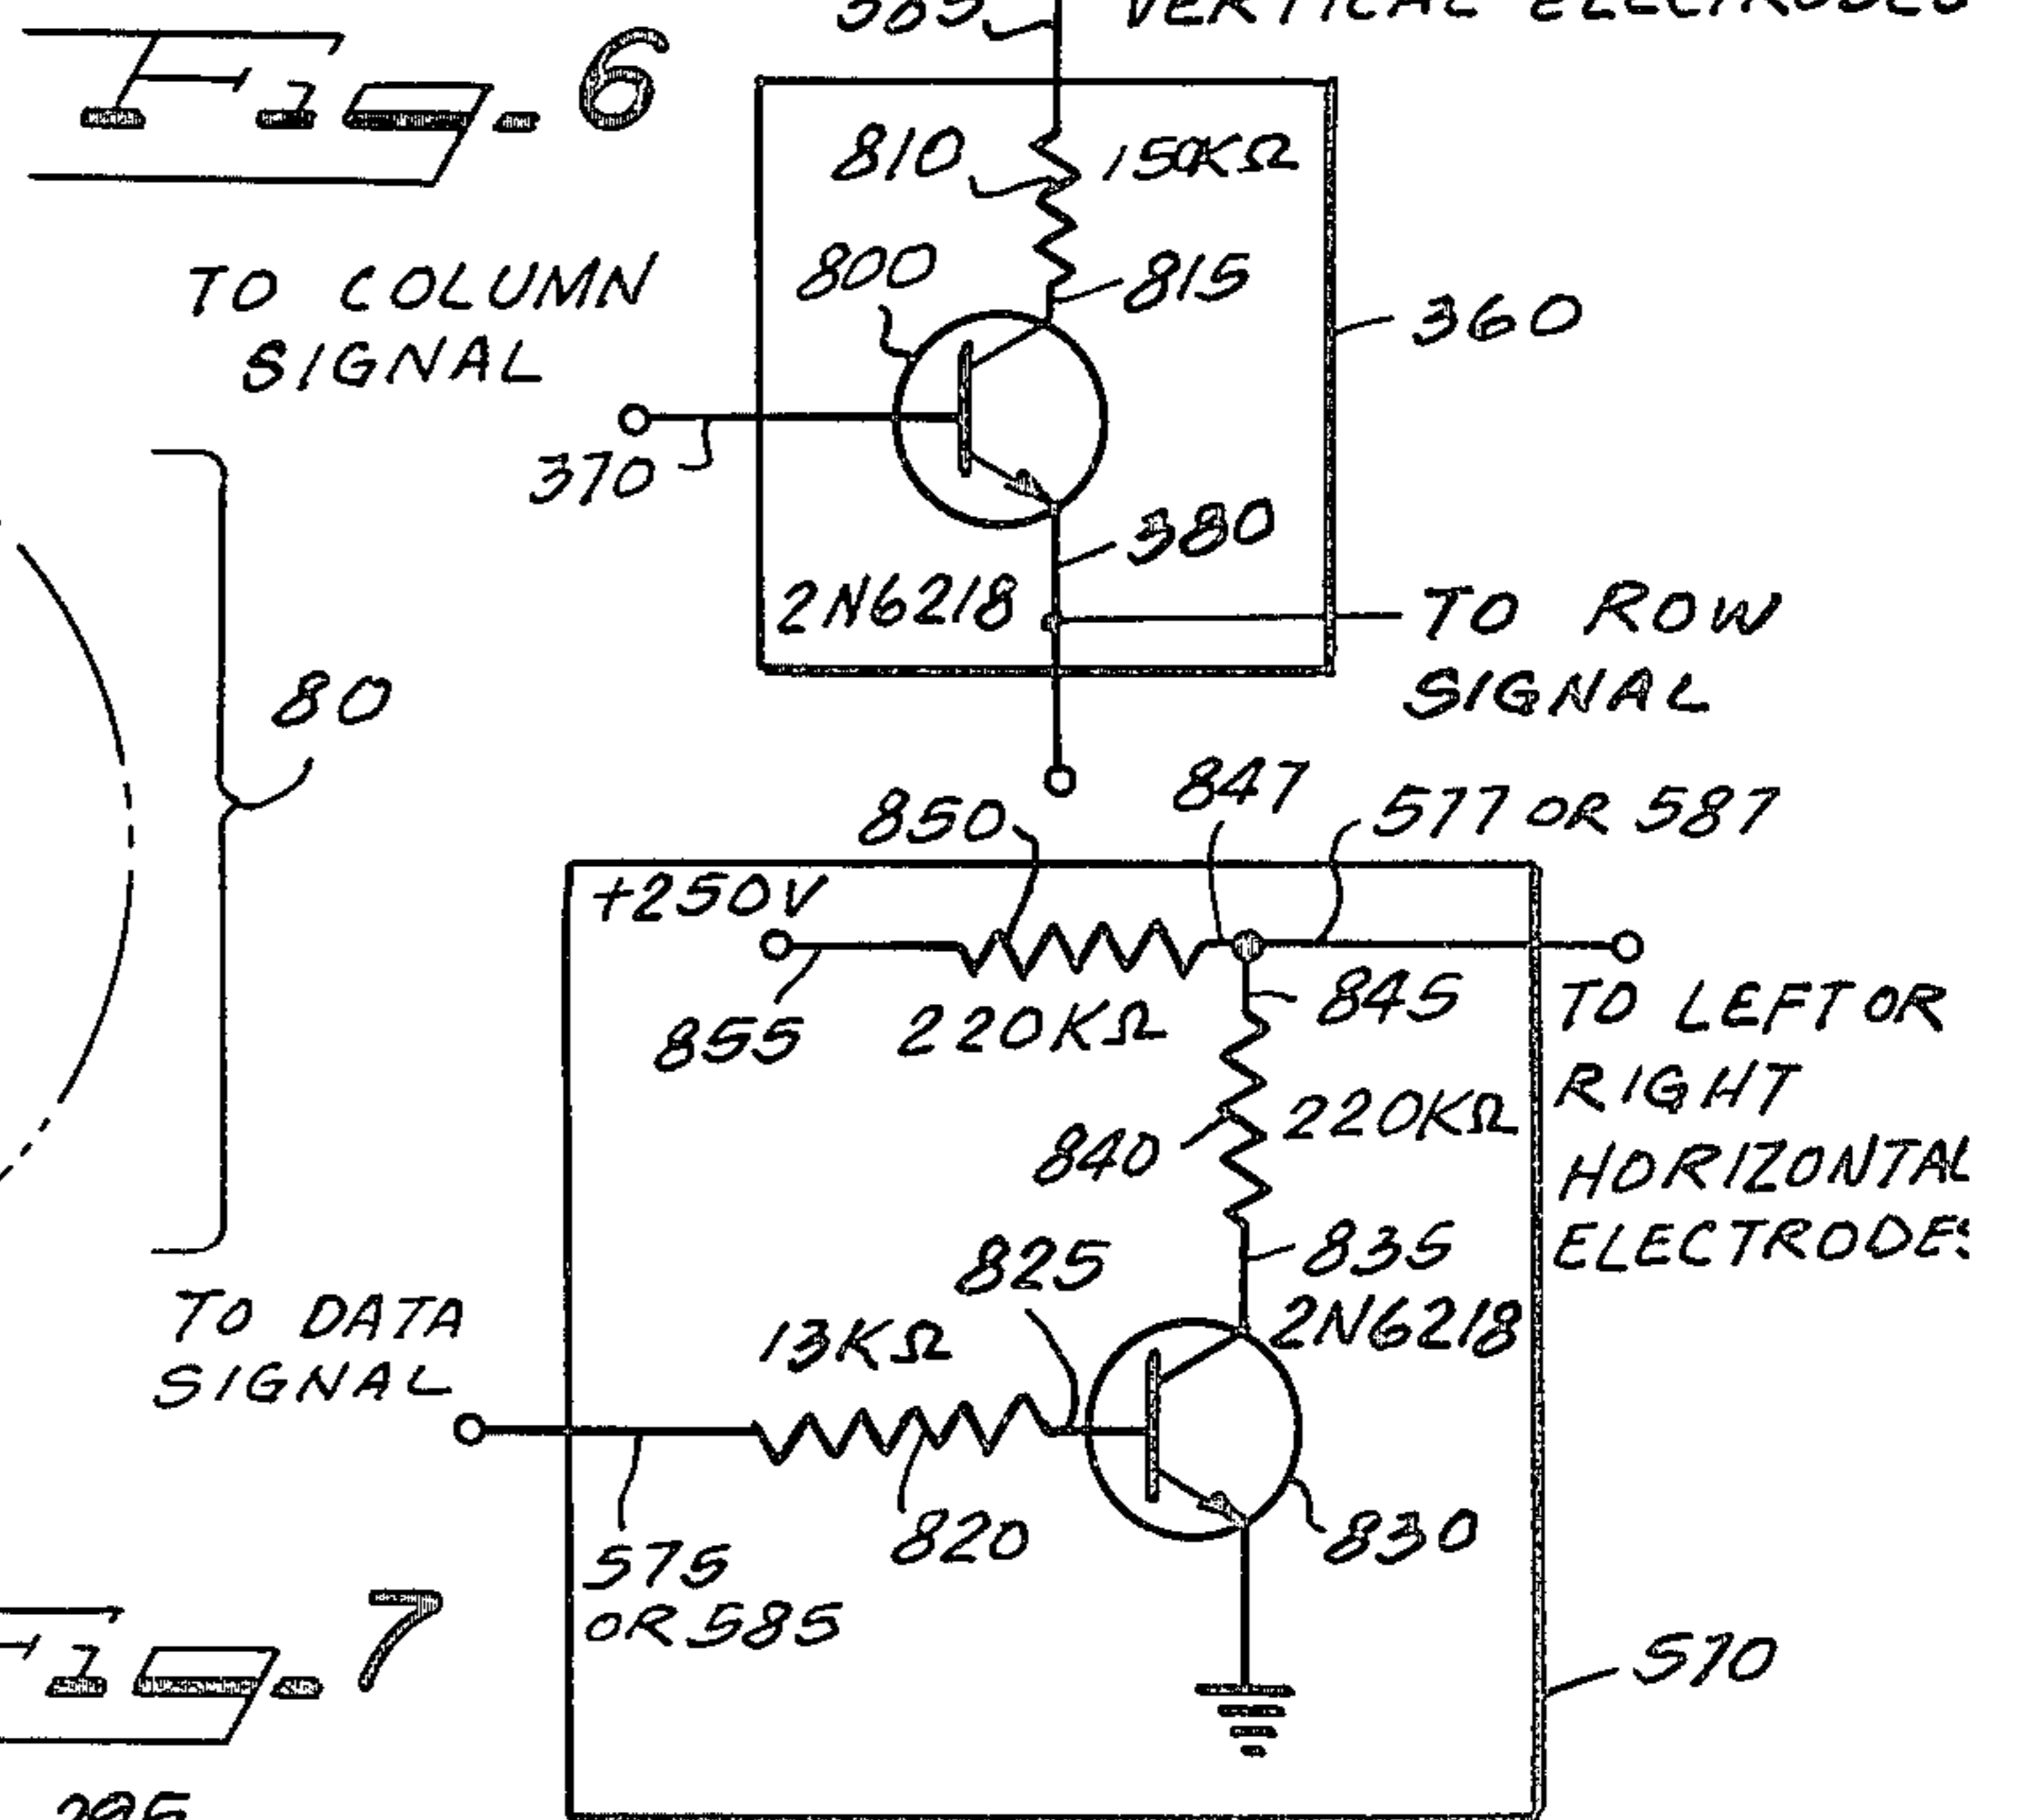 Fig. 6
VERTICAL ELECTRODES
810
150KΩ
800
815
TO COLUMN
SIGNAL
360
370
380
2N6218
TO ROW
SIGNAL
80
850
847
577 OR 587
+250V
855
220KΩ
845
TO LEFT OR
RIGHT
HORIZONTAL
ELECTRODES
840
220KΩ
835
825
2N6218
TO DATA
SIGNAL
13KΩ
820
830
575
OR 585
Fig. 7
570